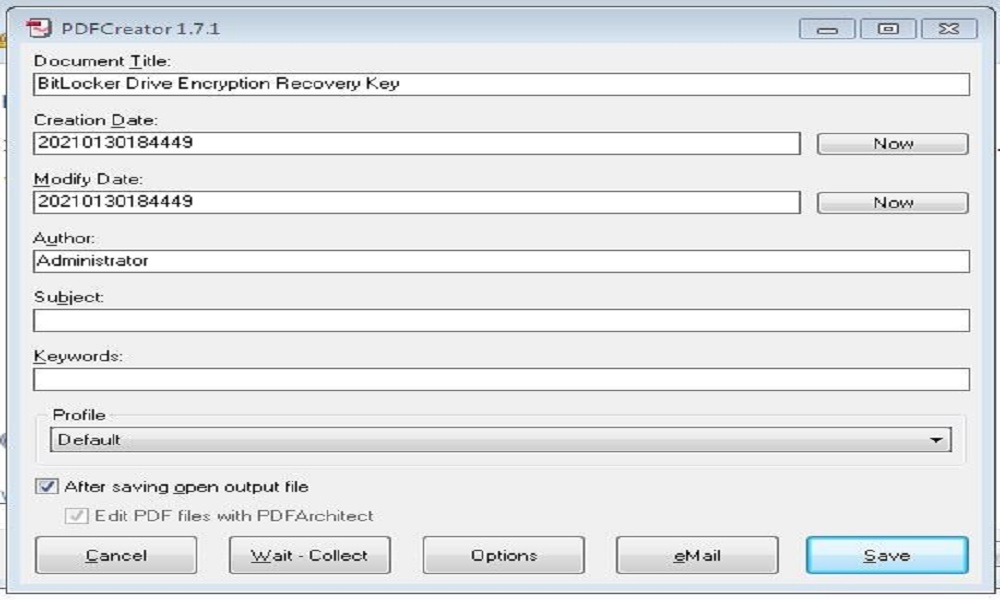 PDFCreator 1.7.1
Document Title:
BitLocker Drive Encryption Recovery Key
Creation Date:
20210130184449
Now
Modify Date:
20210130184449
Now
Author:
Administrator
Subject:
Keywords:
Profile
Default
After saving open output file
Edit PDF files with PDFArchitect
Cancel
Wait - Collect
Options
eMail
Save